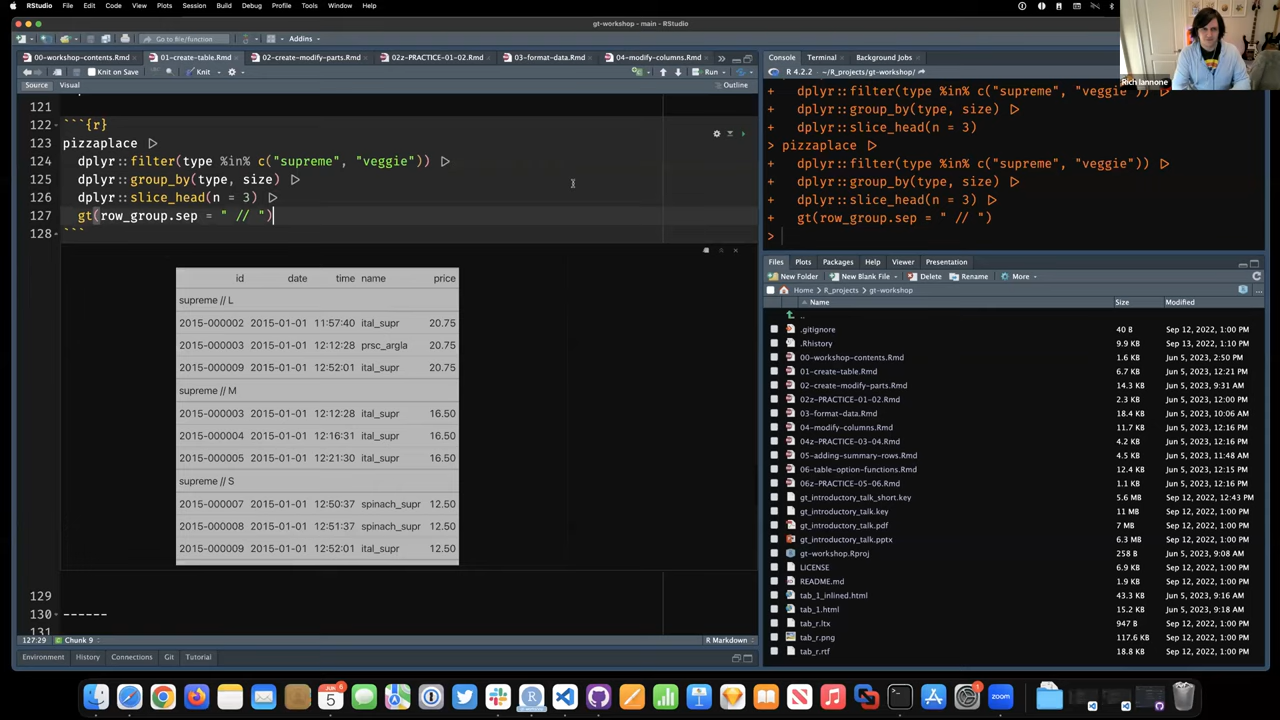 RStudio File Edit Code View Plots Session Build Debug Profile Tools Window Help
gt-workshop - main - RStudio
Go to file/function Addins
00-workshop-contents.Rmd 01-create-table.Rmd 02-create-modify-parts.Rmd 02z-PRACTICE-01-02.Rmd 03-format-data.Rmd 04-modify-columns.Rmd
Knit on Save Knit Run
Source Visual Outline
121
122 ```{r}
123 pizzaplace ▷
124 dplyr::filter(type %in% c("supreme", "veggie")) ▷
125 dplyr::group_by(type, size) ▷
126 dplyr::slice_head(n = 3) ▷
127 gt(row_group.sep = " // ")
128 ```
id date time name price
supreme // L
2015-000002 2015-01-01 11:57:40 ital_supr 20.75
2015-000003 2015-01-01 12:12:28 prsc_argla 20.75
2015-000009 2015-01-01 12:52:01 ital_supr 20.75
supreme // M
2015-000003 2015-01-01 12:12:28 ital_supr 16.50
2015-000004 2015-01-01 12:16:31 ital_supr 16.50
2015-000005 2015-01-01 12:21:30 ital_supr 16.50
supreme // S
2015-000007 2015-01-01 12:50:37 spinach_supr 12.50
2015-000008 2015-01-01 12:51:37 spinach_supr 12.50
2015-000009 2015-01-01 12:52:01 ital_supr 12.50
129
130 ------
131
127:29 Chunk 9 R Markdown
Environment History Connections Git Tutorial
Console Terminal Background Jobs
R 4.2.2 · ~/R_projects/gt-workshop/
+ dplyr::filter(type %in% c("supreme", "veggie")) ▷
+ dplyr::group_by(type, size) ▷
+ dplyr::slice_head(n = 3)
> pizzaplace ▷
+ dplyr::filter(type %in% c("supreme", "veggie")) ▷
+ dplyr::group_by(type, size) ▷
+ dplyr::slice_head(n = 3) ▷
+ gt(row_group.sep = " // ")
>
Rich Iannone
Files Plots Packages Help Viewer Presentation
New Folder New Blank File Delete Rename More
Home R_projects gt-workshop
Name Size Modified
..
.gitignore 40 B Sep 12, 2022, 1:00 PM
.Rhistory 9.9 KB Sep 13, 2022, 1:10 PM
00-workshop-contents.Rmd 1.6 KB Jun 5, 2023, 2:50 PM
01-create-table.Rmd 6.7 KB Jun 5, 2023, 12:21 PM
02-create-modify-parts.Rmd 14.3 KB Jun 5, 2023, 9:31 AM
02z-PRACTICE-01-02.Rmd 2.3 KB Jun 5, 2023, 12:00 PM
03-format-data.Rmd 18.4 KB Jun 5, 2023, 10:06 AM
04-modify-columns.Rmd 11.7 KB Jun 5, 2023, 12:16 PM
04z-PRACTICE-03-04.Rmd 4.2 KB Jun 5, 2023, 12:16 PM
05-adding-summary-rows.Rmd 4.5 KB Jun 5, 2023, 11:48 AM
06-table-option-functions.Rmd 12.4 KB Jun 5, 2023, 12:15 PM
06z-PRACTICE-05-06.Rmd 1.1 KB Jun 5, 2023, 12:16 PM
gt_introductory_talk_short.key 5.6 MB Sep 12, 2022, 12:43 PM
gt_introductory_talk.key 11 MB Sep 12, 2022, 1:00 PM
gt_introductory_talk.pdf 7 MB Sep 12, 2022, 1:00 PM
gt_introductory_talk.pptx 6.3 MB Sep 12, 2022, 1:00 PM
gt-workshop.Rproj 258 B Jun 5, 2023, 9:08 AM
LICENSE 6.9 KB Sep 12, 2022, 1:00 PM
README.md 1.9 KB Sep 12, 2022, 1:00 PM
tab_1_inlined.html 43.3 KB Jun 5, 2023, 9:16 AM
tab_1.html 15.2 KB Jun 5, 2023, 9:18 AM
tab_r.ltx 947 B Sep 12, 2022, 1:00 PM
tab_r.png 117.6 KB Sep 12, 2022, 1:00 PM
tab_r.rtf 18.8 KB Sep 12, 2022, 1:00 PM
JUN 5
zoom